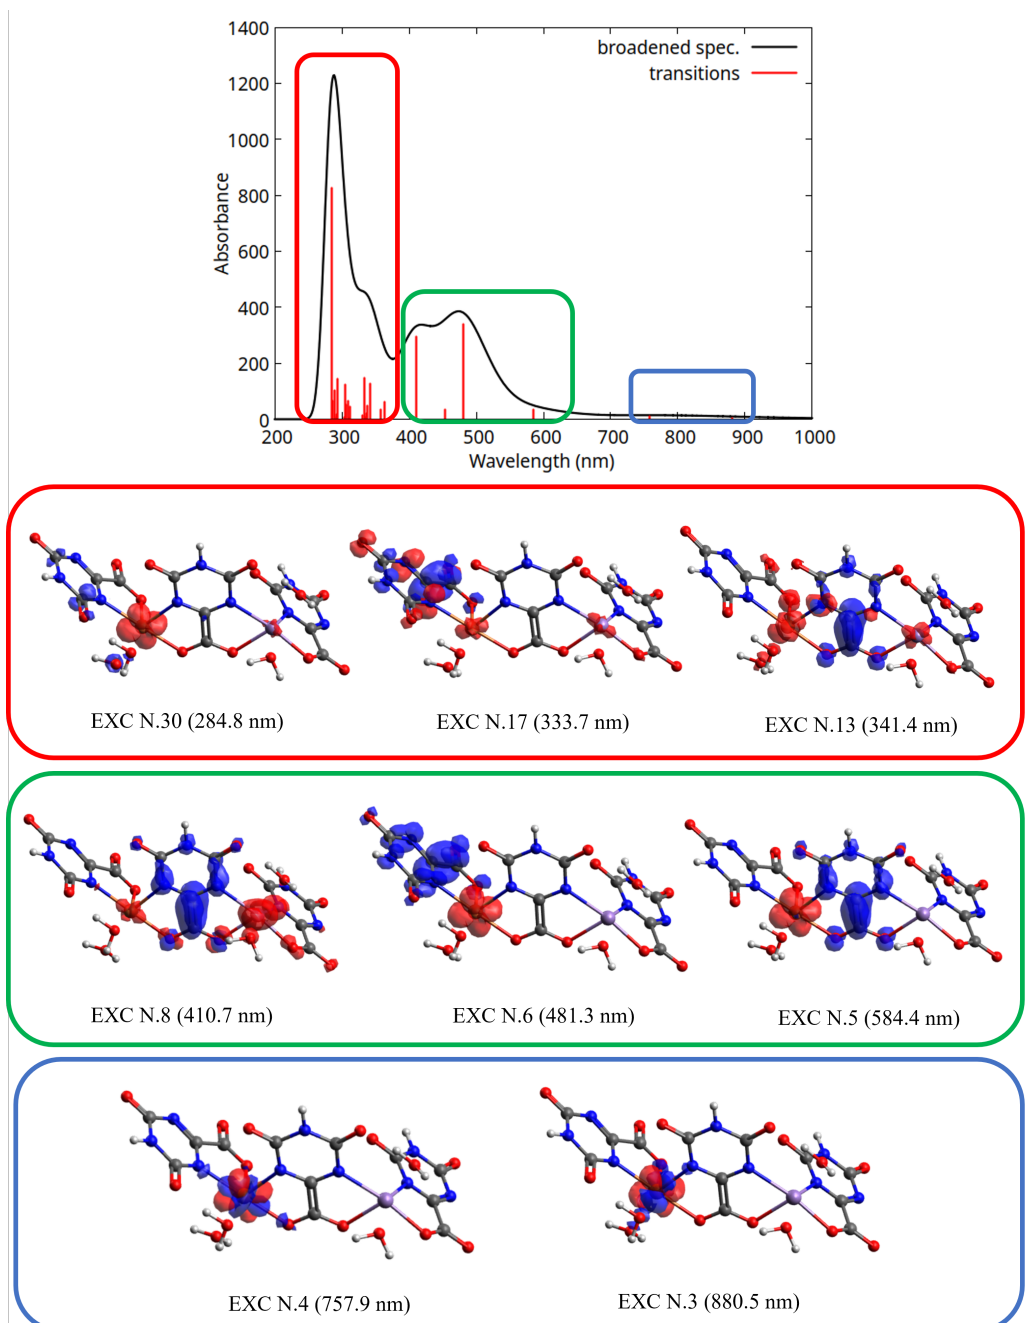 1400
1200
1000
800
600
400
200
0
Absorbance
broadened spec.
transitions
200 300 400 500 600 700 800 900 1000
Wavelength (nm)
EXC N.30 (284.8 nm)
EXC N.17 (333.7 nm)
EXC N.13 (341.4 nm)
EXC N.8 (410.7 nm)
EXC N.6 (481.3 nm)
EXC N.5 (584.4 nm)
EXC N.4 (757.9 nm)
EXC N.3 (880.5 nm)